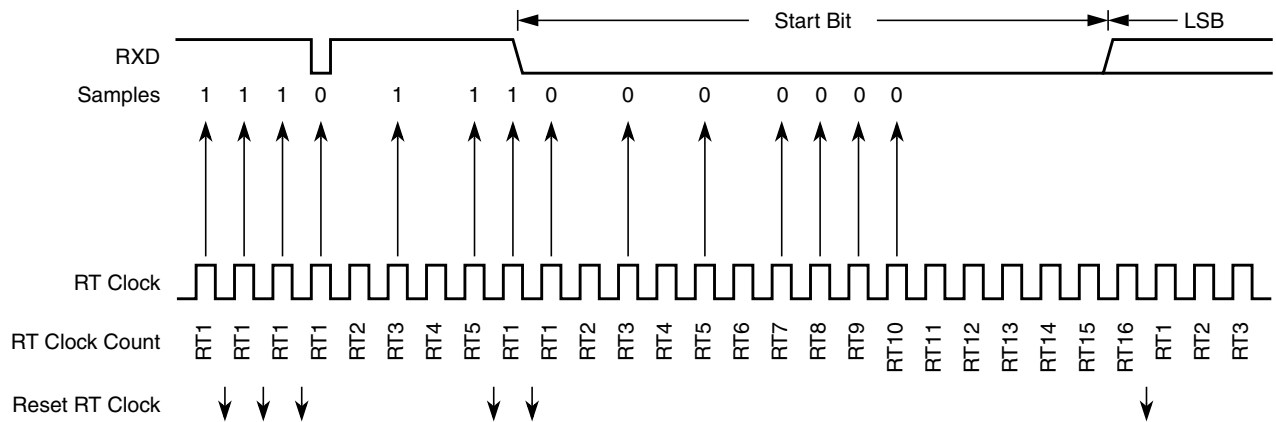 Start Bit LSB
RXD
Samples 1 1 1 0 1 1 1 0 0 0 0 0 0 0
RT Clock
RT Clock Count RT1 RT1 RT1 RT1 RT2 RT3 RT4 RT5 RT1 RT1 RT2 RT3 RT4 RT5 RT6 RT7 RT8 RT9 RT10 RT11 RT12 RT13 RT14 RT15 RT16 RT1 RT2 RT3
Reset RT Clock